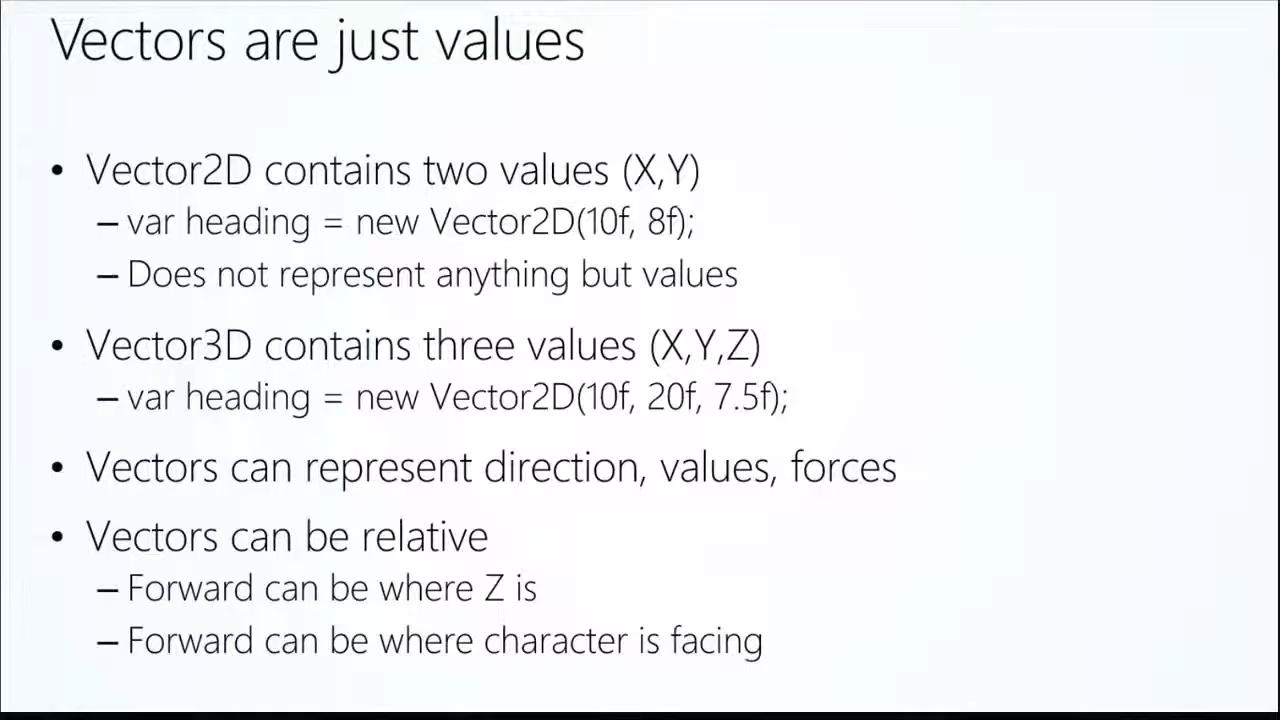 Vectors are just values
• Vector2D contains two values (X,Y)
– var heading = new Vector2D(10f, 8f);
– Does not represent anything but values
• Vector3D contains three values (X,Y,Z)
– var heading = new Vector2D(10f, 20f, 7.5f);
• Vectors can represent direction, values, forces
• Vectors can be relative
– Forward can be where Z is
– Forward can be where character is facing